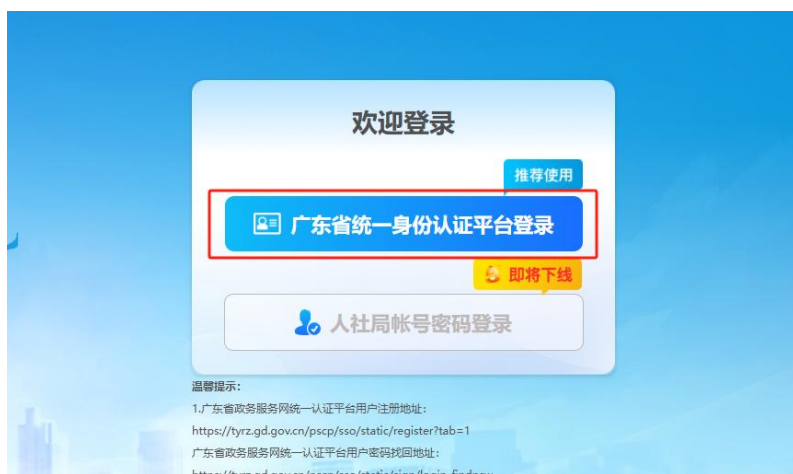 欢迎登录
推荐使用
广东省统一身份认证平台登录
即将下线
人社局帐号密码登录
温馨提示：
1.广东省政务服务网统一认证平台用户注册地址：
https://tyrz.gd.gov.cn/pscp/sso/static/register?tab=1
广东省政务服务网统一认证平台用户密码找回地址：